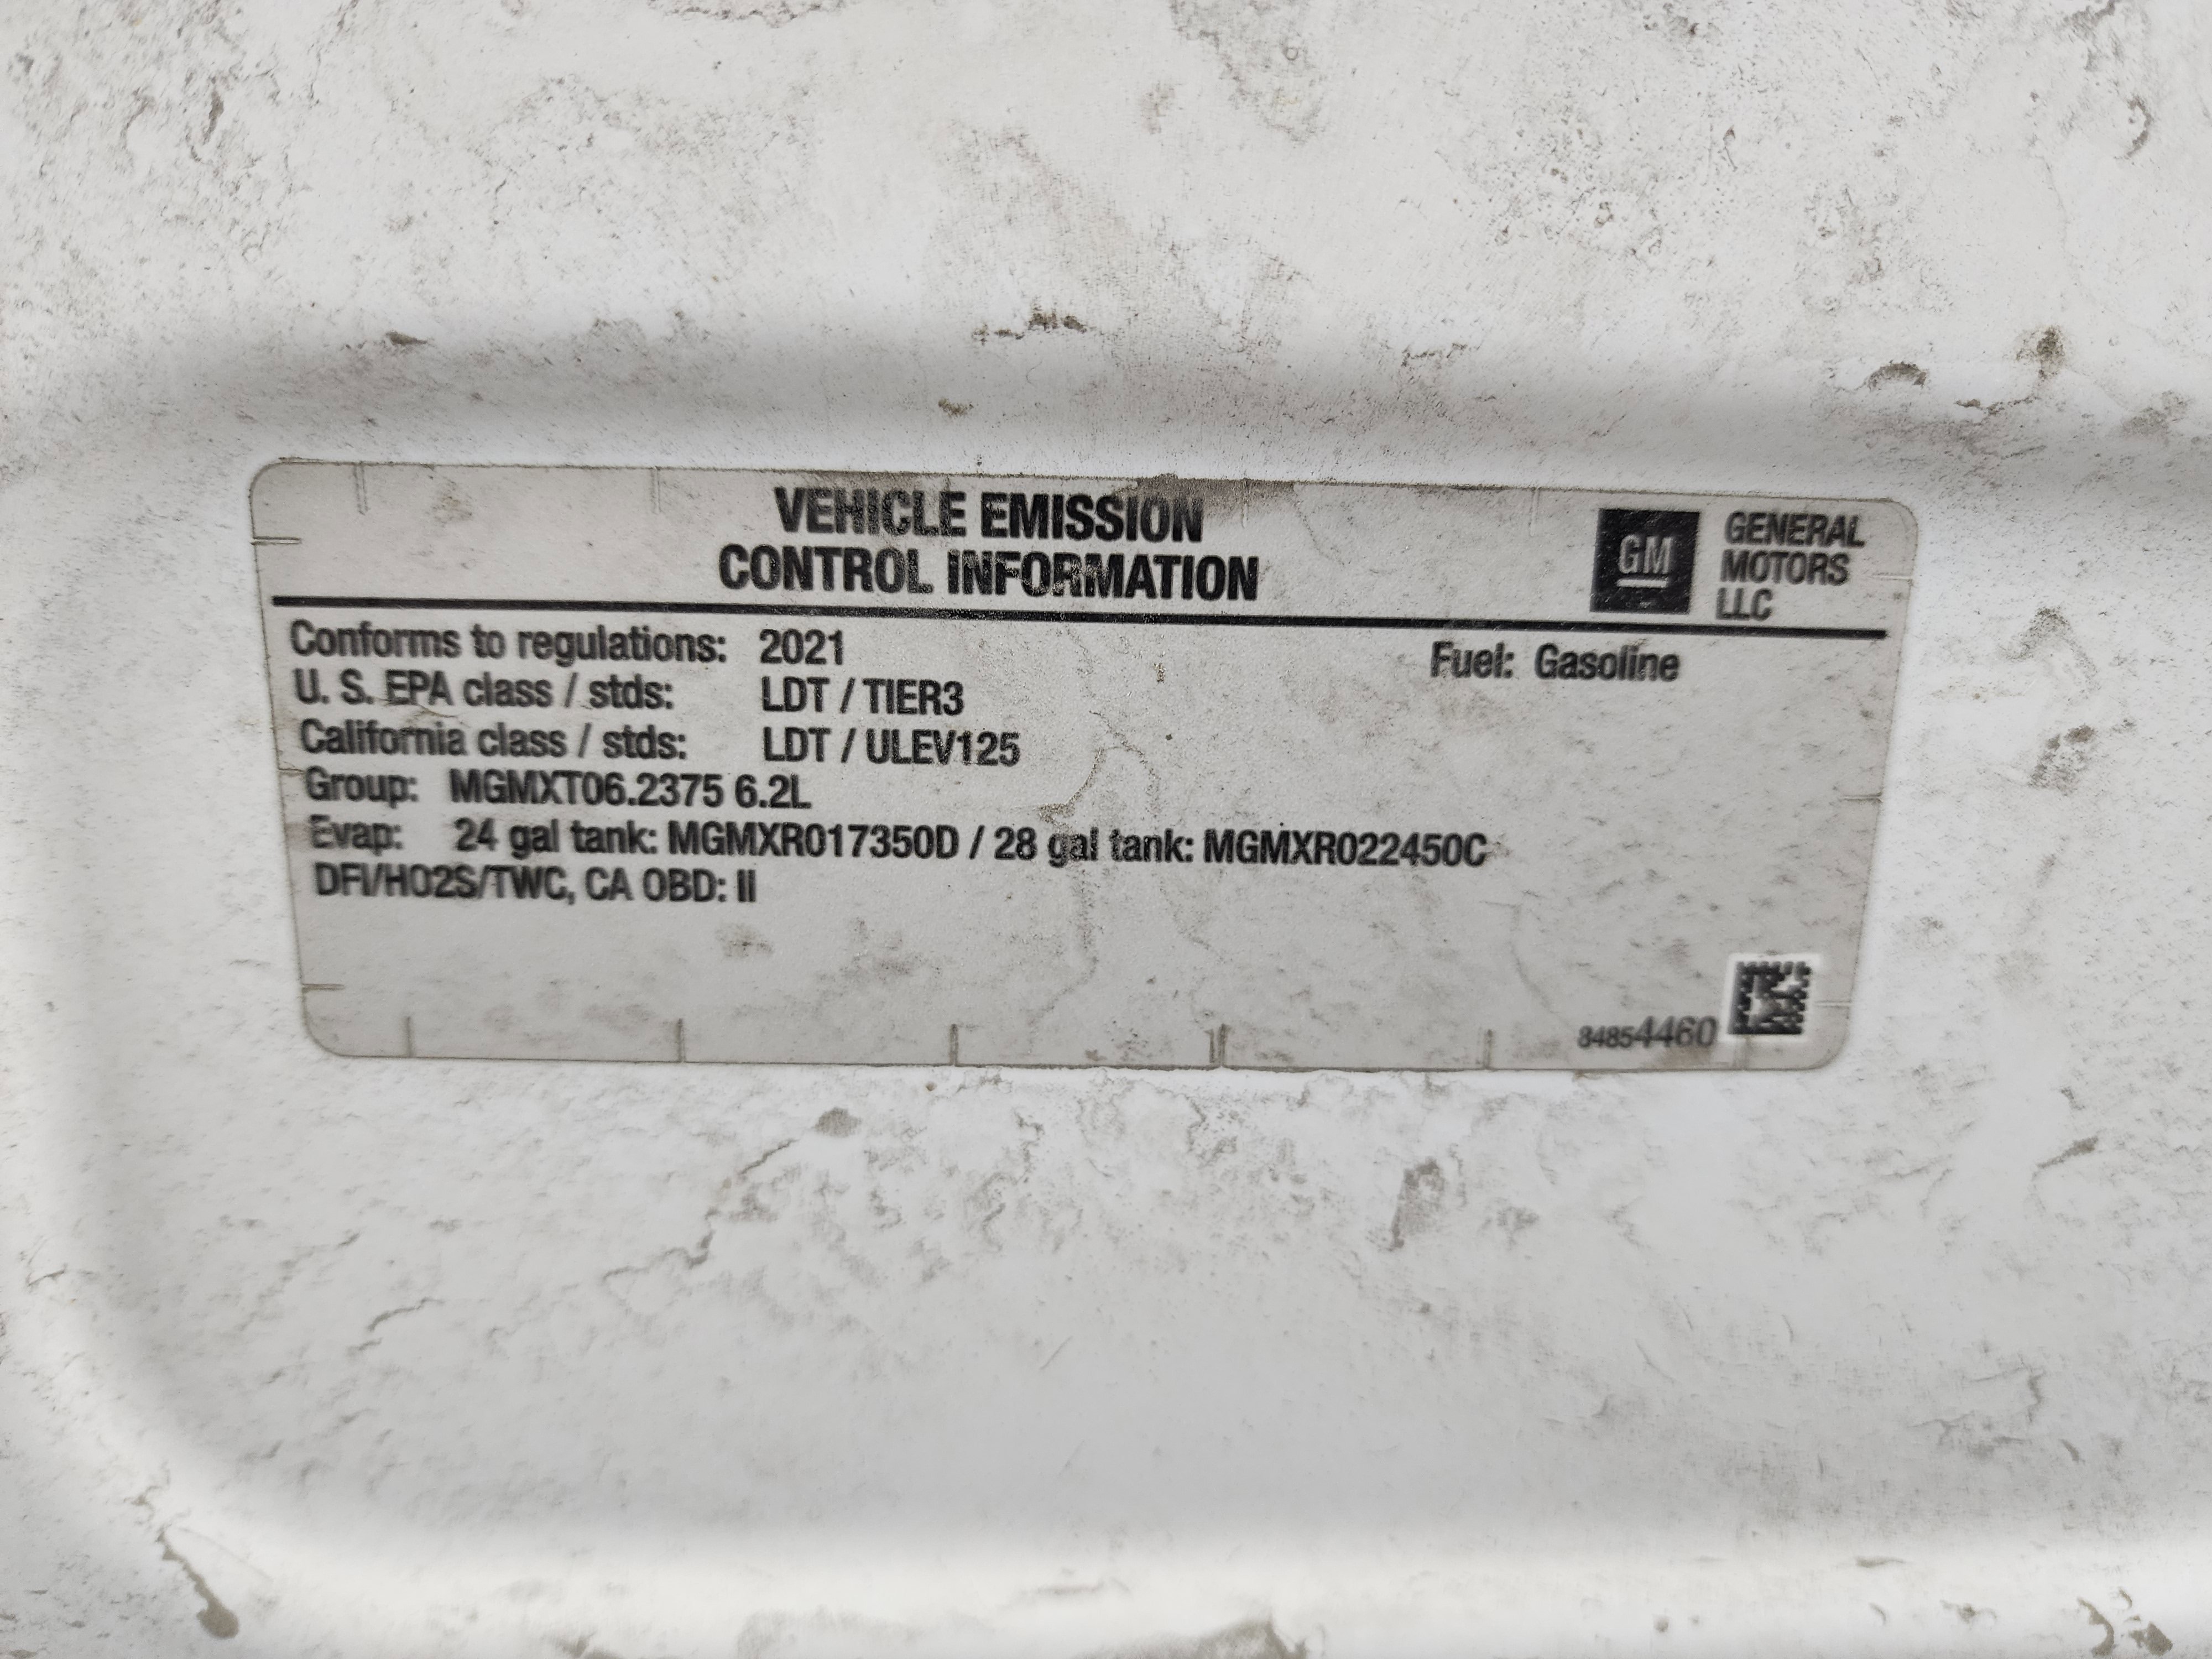 VEHICLE EMISSION
CONTROL INFORMATION
GM
GENERAL
MOTORS
LLC
Conforms to regulations: 2021
Fuel: Gasoline
U. S. EPA class / stds: LDT / TIER3
California class / stds: LDT / ULEV125
Group: MGMXT06.2375 6.2L
Evap: 24 gal tank: MGMXR017350D / 28 gal tank: MGMXR022450C
DFI/HO2S/TWC, CA OBD: II
84854460